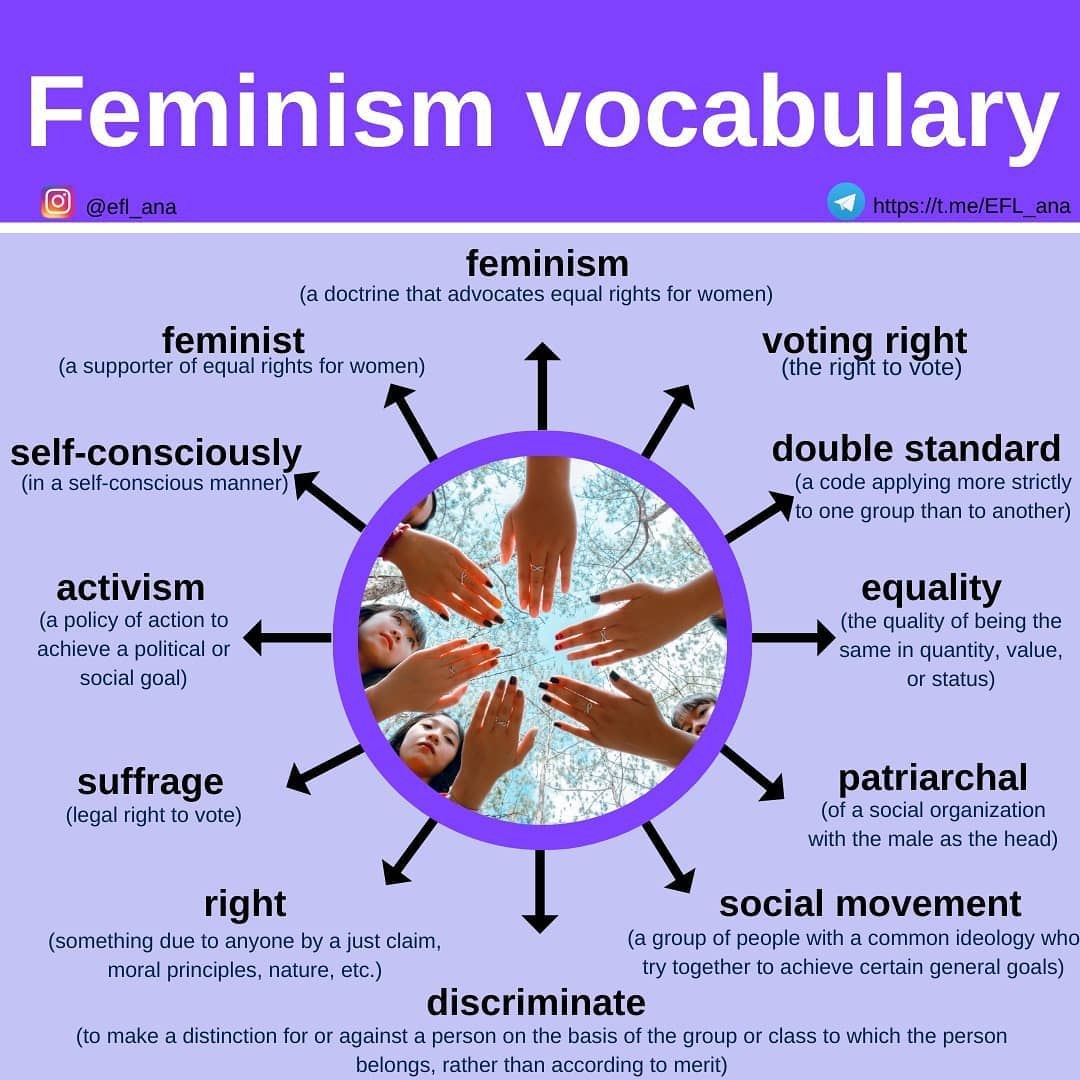 Feminism vocabulary
@efl_ana
https://t.me/EFL_ana
feminism
(a doctrine that advocates equal rights for women)
feminist
(a supporter of equal rights for women)
voting right
(the right to vote)
self-consciously
(in a self-conscious manner)
double standard
(a code applying more strictly
to one group than to another)
activism
(a policy of action to
achieve a political or
social goal)
equality
(the quality of being the
same in quantity, value,
or status)
suffrage
(legal right to vote)
patriarchal
(of a social organization
with the male as the head)
right
(something due to anyone by a just claim,
moral principles, nature, etc.)
social movement
(a group of people with a common ideology who
try together to achieve certain general goals)
discriminate
(to make a distinction for or against a person on the basis of the group or class to which the person
belongs, rather than according to merit)